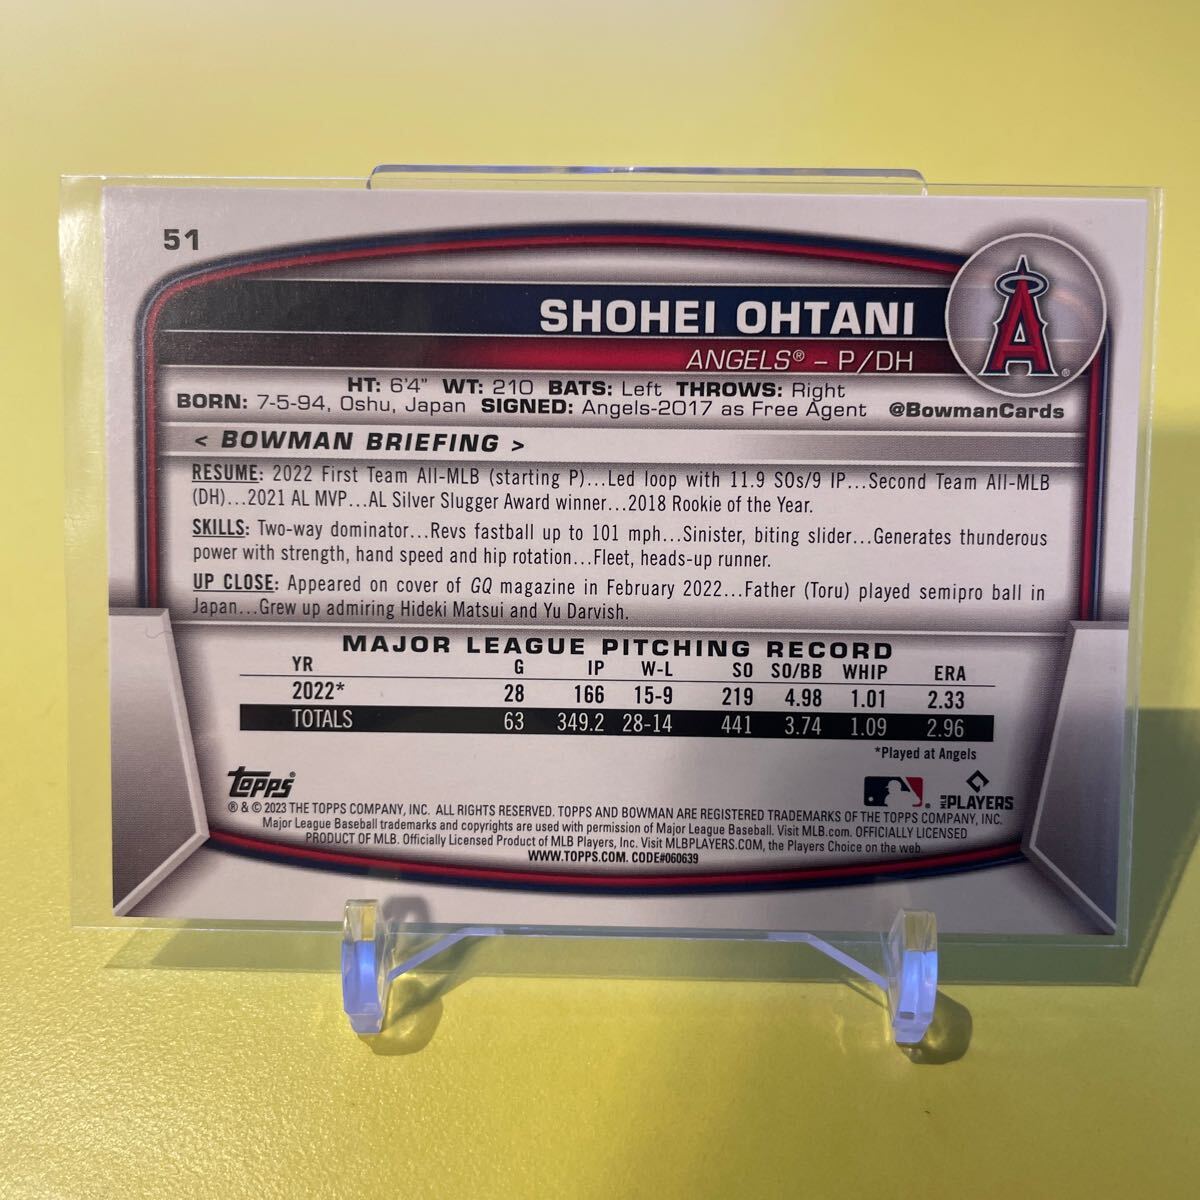 51
SHOHEI OHTANI
ANGELS® – P/DH
A®
HT: 6'4" WT: 210 BATS: Left THROWS: Right
BORN: 7-5-94, Oshu, Japan SIGNED: Angels-2017 as Free Agent @BowmanCards
< BOWMAN BRIEFING >
RESUME: 2022 First Team All-MLB (starting P)...Led loop with 11.9 SOs/9 IP...Second Team All-MLB
(DH)...2021 AL MVP...AL Silver Slugger Award winner...2018 Rookie of the Year.
SKILLS: Two-way dominator...Revs fastball up to 101 mph...Sinister, biting slider...Generates thunderous
power with strength, hand speed and hip rotation...Fleet, heads-up runner.
UP CLOSE: Appeared on cover of GQ magazine in February 2022...Father (Toru) played semipro ball in
Japan...Grew up admiring Hideki Matsui and Yu Darvish.
MAJOR LEAGUE PITCHING RECORD
YR G IP W-L SO SO/BB WHIP ERA
2022* 28 166 15-9 219 4.98 1.01 2.33
TOTALS 63 349.2 28-14 441 3.74 1.09 2.96
*Played at Angels
topps® MLB PLAYERS
® & © 2023 THE TOPPS COMPANY, INC. ALL RIGHTS RESERVED. TOPPS AND BOWMAN ARE REGISTERED TRADEMARKS OF THE TOPPS COMPANY, INC.
Major League Baseball trademarks and copyrights are used with permission of Major League Baseball. Visit MLB.com. OFFICIALLY LICENSED
PRODUCT OF MLB. Officially Licensed Product of MLB Players, Inc. Visit MLBPLAYERS.COM, the Players Choice on the web.
WWW.TOPPS.COM. CODE#060639